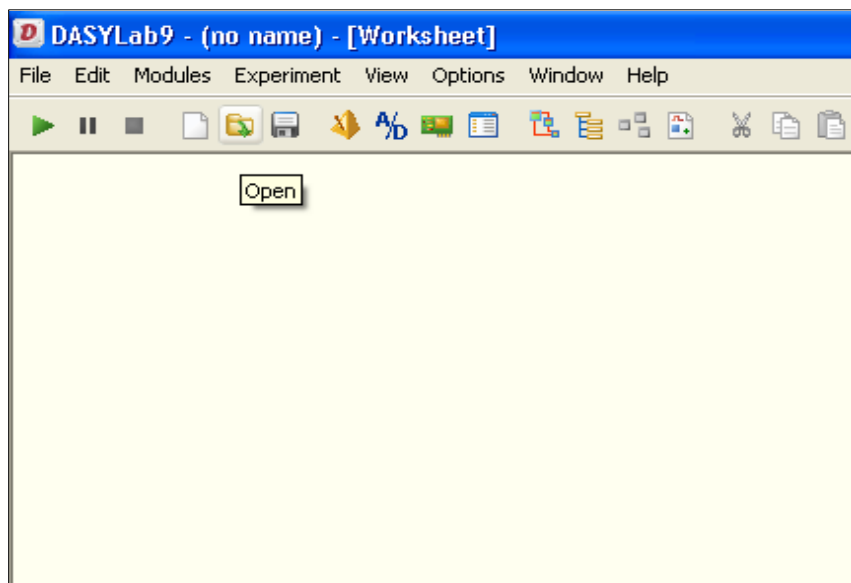 DASYLab9 - (no name) - [Worksheet]
File Edit Modules Experiment View Options Window Help
A/D
Open